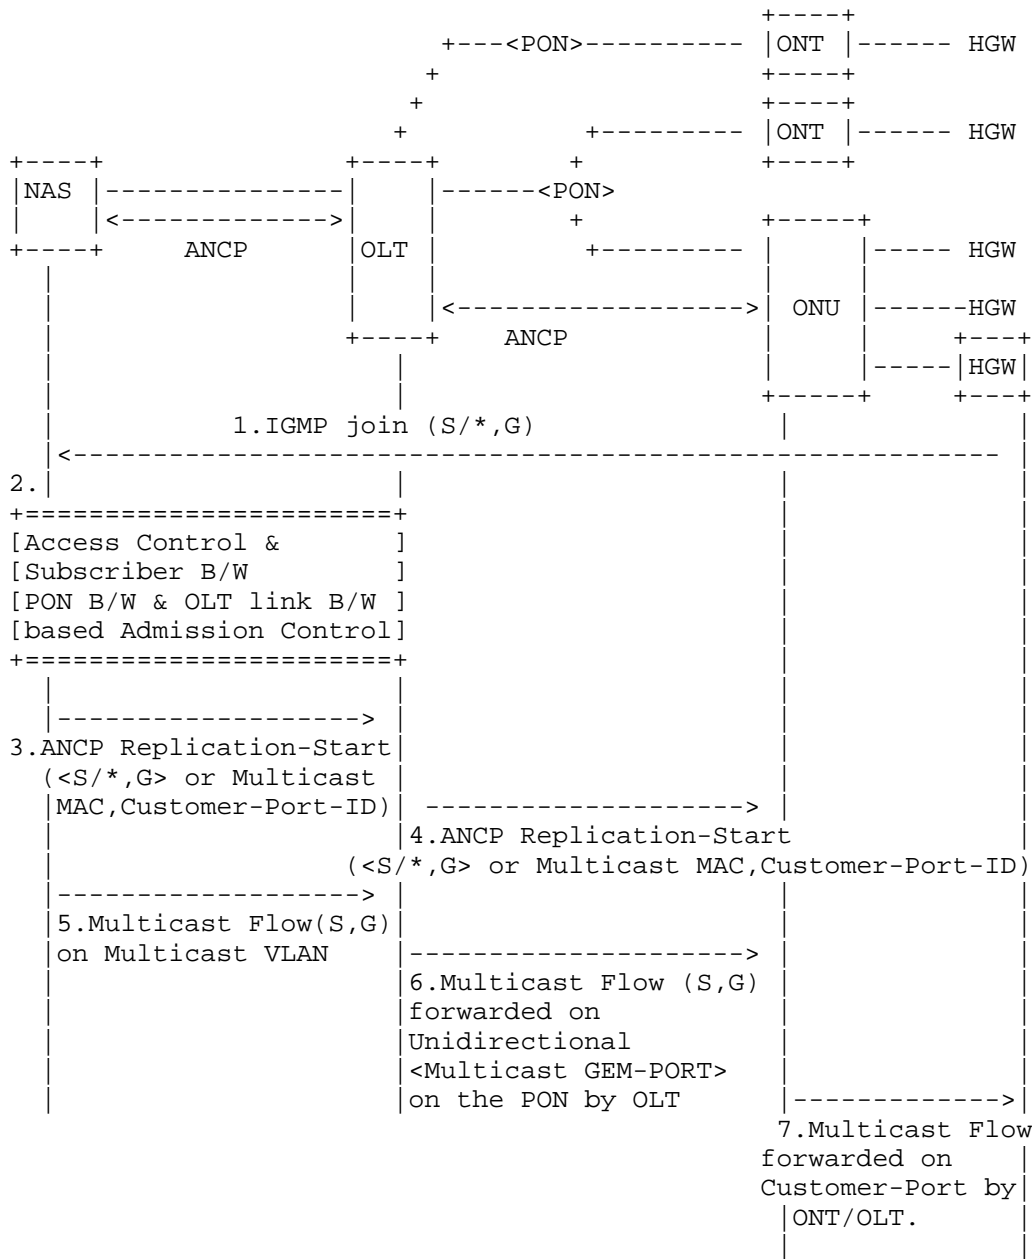 +----+
+---<PON>---------- |ONT |------ HGW
+ +----+
+ +----+
+ +--------- |ONT |------ HGW
+----+ +----+ + +----+
|NAS |---------------| |------<PON>
| |<------------->| | + +-----+
+----+ ANCP |OLT | +--------- | |----- HGW
| | | | |
| | |<------------------>| ONU |------HGW
| +----+ ANCP | | +---+
| | | |-----|HGW|
| | +-----+ +---+
| 1.IGMP join (S/*,G) | |
|<---------------------------------------------------------- |
2.| | | |
+=======================+ | |
[Access Control & ] | |
[Subscriber B/W ] | |
[PON B/W & OLT link B/W ] | |
[based Admission Control] | |
+=======================+ | |
| | | |
|-------------------> | | |
3.ANCP Replication-Start| | |
(<S/*,G> or Multicast | | |
|MAC,Customer-Port-ID)| --------------------> | |
| |4.ANCP Replication-Start |
| (<S/*,G> or Multicast MAC,Customer-Port-ID)
|-------------------> | | |
|5.Multicast Flow(S,G)| | |
|on Multicast VLAN |---------------------> | |
| |6.Multicast Flow (S,G) | |
| |forwarded on | |
| |Unidirectional | |
| |<Multicast GEM-PORT> | |
| |on the PON by OLT |------------->|
7.Multicast Flow
forwarded on |
Customer-Port by|
|ONT/OLT. |
| |